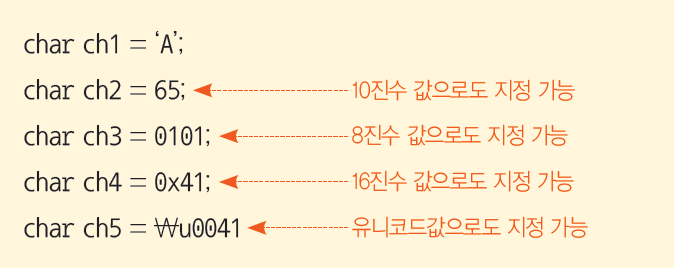 char ch1 = ‘A’;
char ch2 = 65; 10진수 값으로도 지정 가능
char ch3 = 0101; 8진수 값으로도 지정 가능
char ch4 = 0x41; 16진수 값으로도 지정 가능
char ch5 = ₩u0041 유니코드값으로도 지정 가능